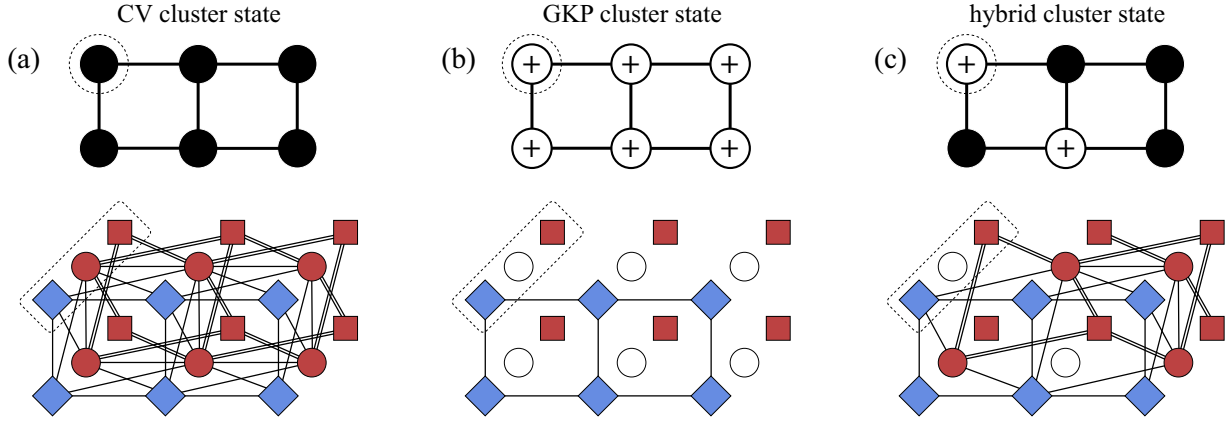 CV cluster state
GKP cluster state
hybrid cluster state
(a)
(b)
(c)
+ + +
+ + +
+
+